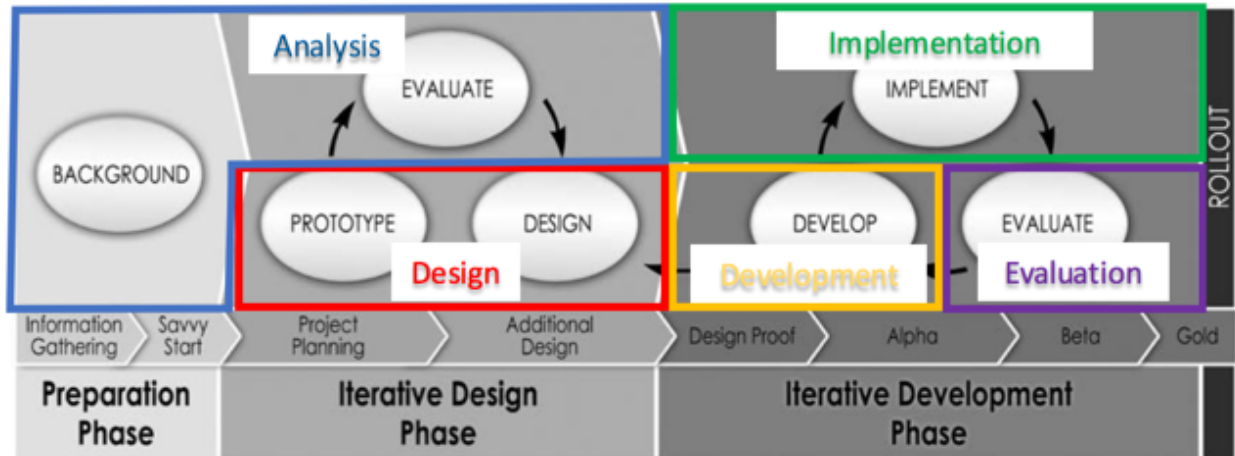 Analysis
Implementation
EVALUATE
IMPLEMENT
BACKGROUND
PROTOTYPE
DESIGN
DEVELOP
EVALUATE
ROLLOUT
Design
Development
Evaluation
Information
Gathering
Savvy
Start
Project
Planning
Additional
Design
Design Proof
Alpha
Beta
Gold
Preparation
Phase
Iterative Design
Phase
Iterative Development
Phase